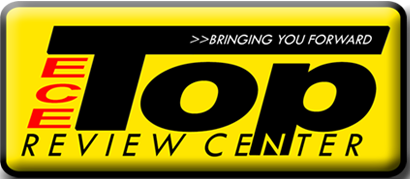 >>BRINGING YOU FORWARD
ECE
Top
REVIEW CENTER